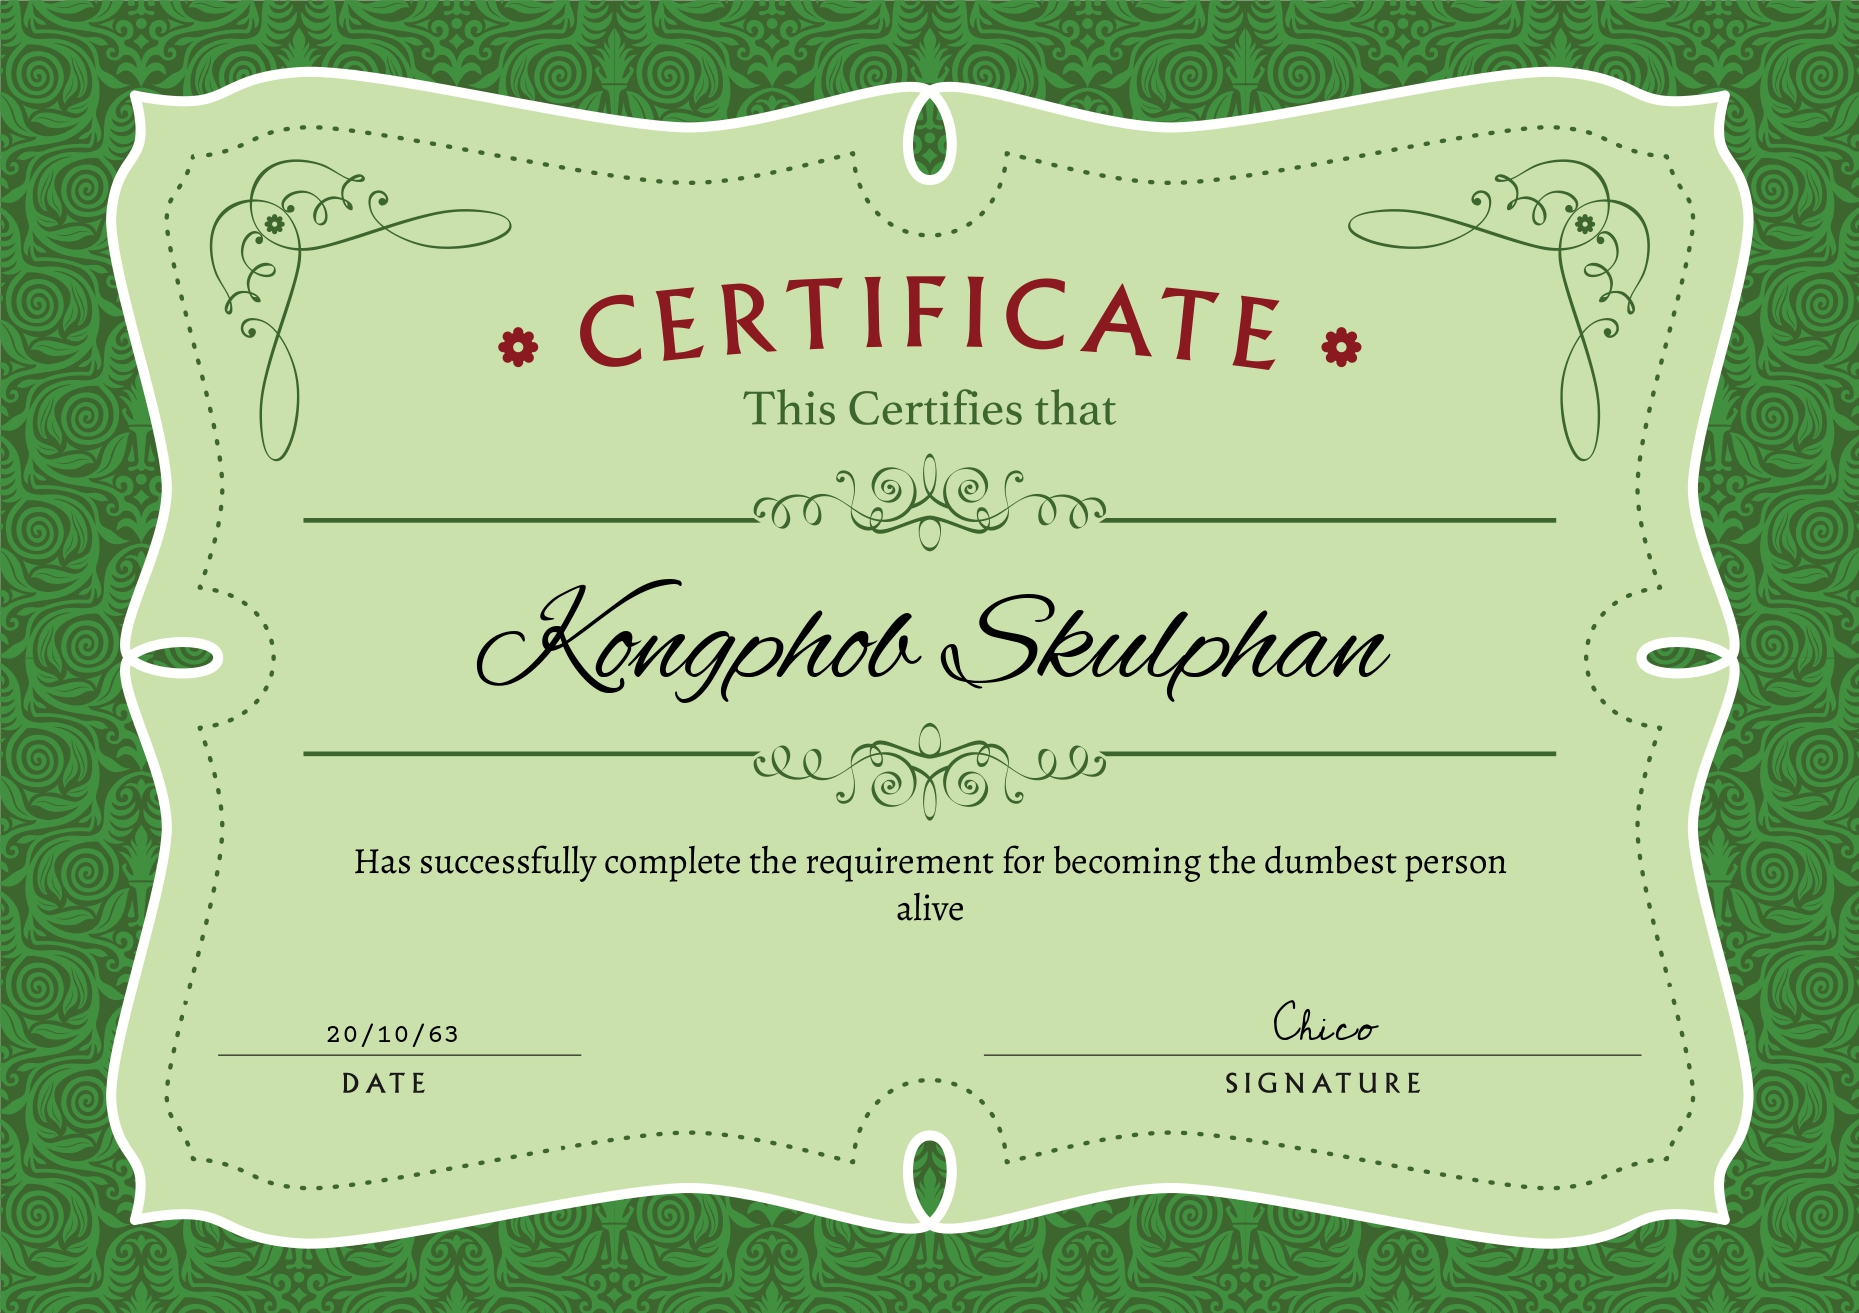 CERTIFICATE
This Certifies that
Kongphob Skulphan
Has successfully complete the requirement for becoming the dumbest person
alive
20/10/63
DATE
Chico
SIGNATURE